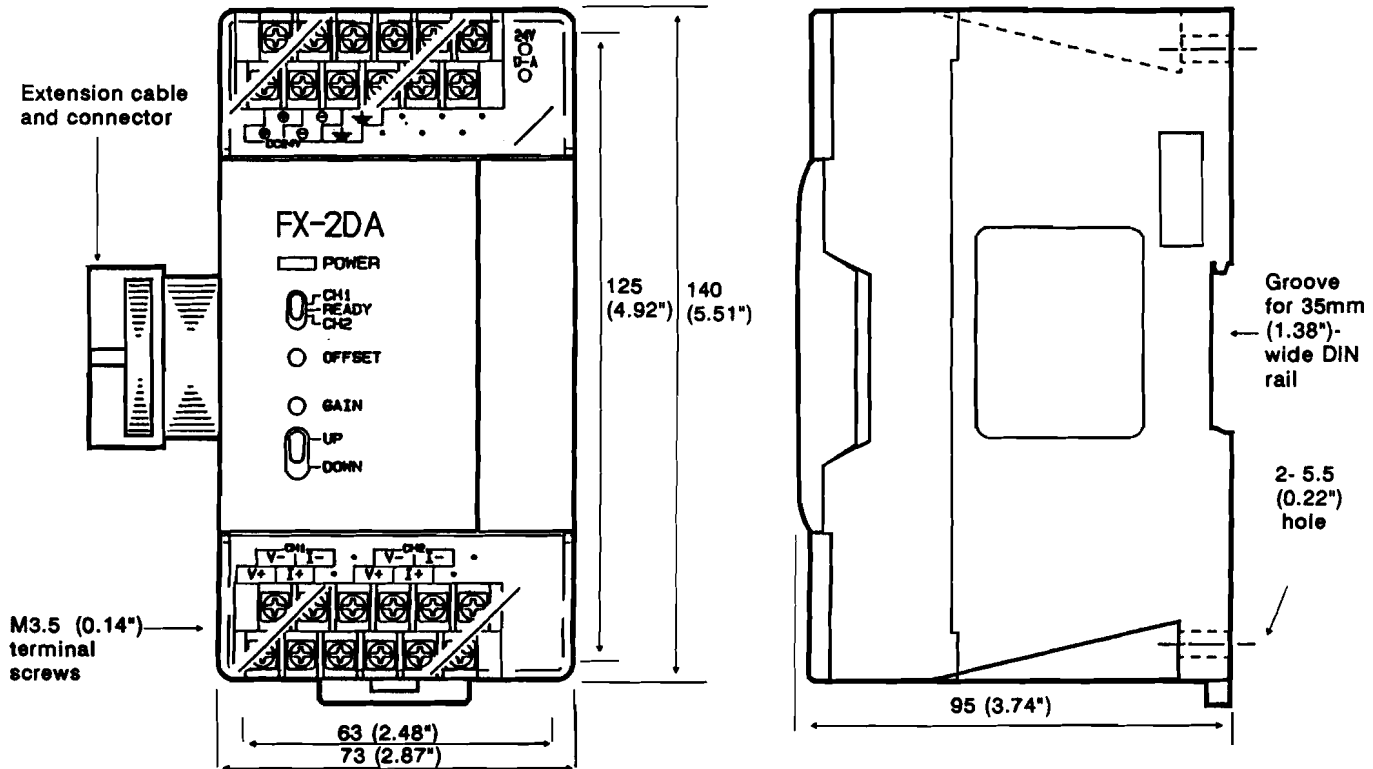 24V
D-A
Extension cable
and connector
DC24V
FX-2DA
POWER
CH1
READY
CH2
OFFSET
GAIN
UP
DOWN
125
(4.92")
140
(5.51")
Groove
for 35mm
(1.38")-
wide DIN
rail
2- 5.5
(0.22")
hole
CH1
CH2
V- I-
V- I-
V+ I+
V+ I+
M3.5 (0.14")
terminal
screws
63 (2.48")
73 (2.87")
95 (3.74")